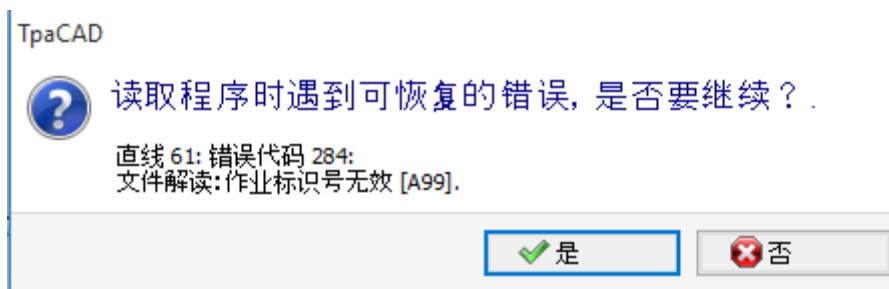 TpaCAD
读取程序时遇到可恢复的错误, 是否要继续？.
直线 61: 错误代码 284:
文件解读:作业标识号无效 [A99].
是
否